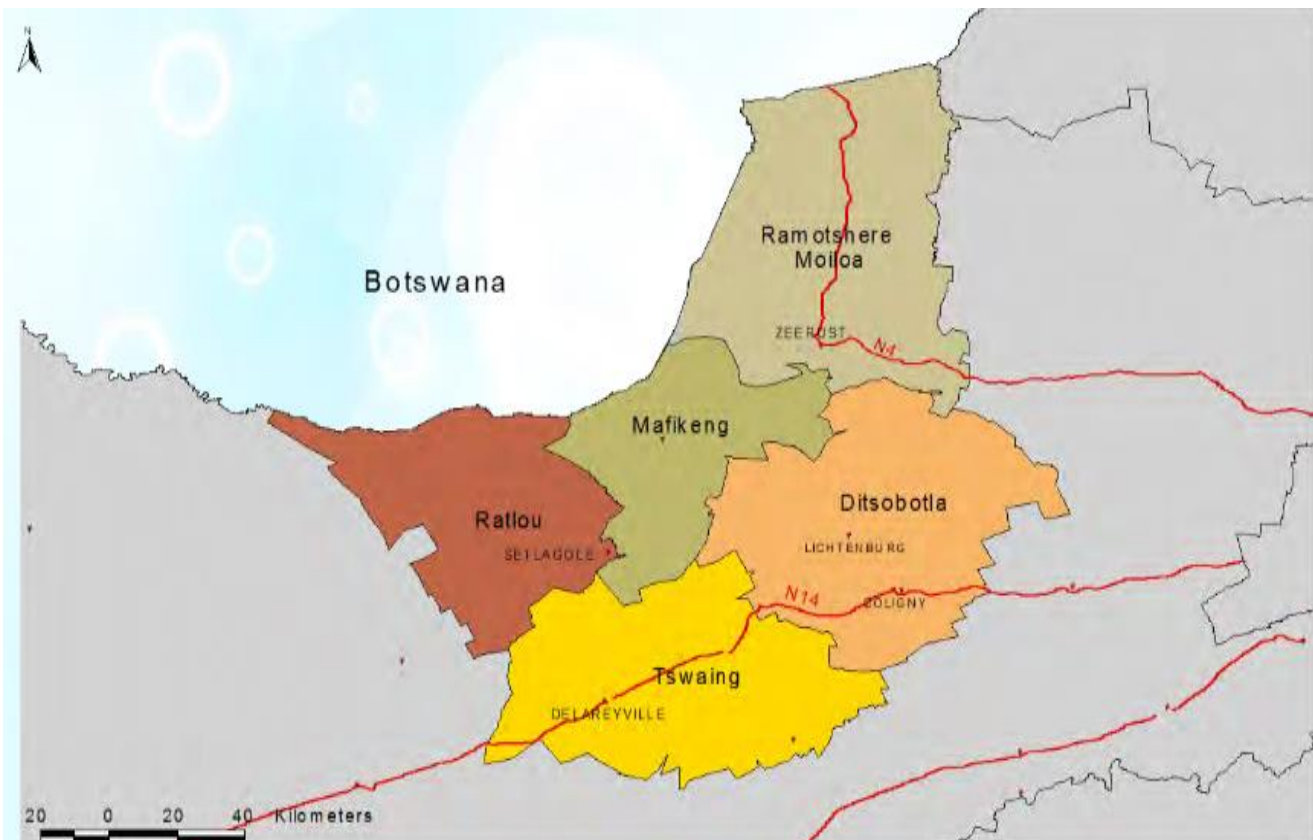 N
Ramotshere
Moiloa
Botswana
ZEERUST
N4
Mafikeng
Ratlou
Ditsobotla
SETLAGOLE
LICHTENBURG
N14
COLIGNY
Tswaing
DELAREYVILLE
20 0 20 40 Kilometers